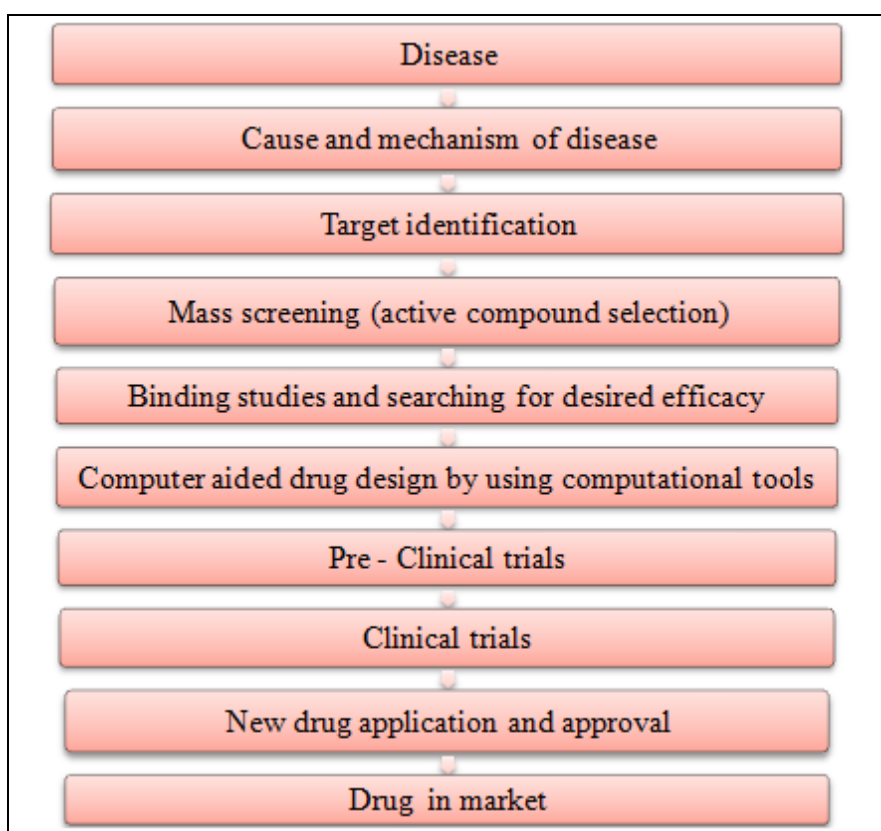 Disease
Cause and mechanism of disease
Target identification
Mass screening (active compound selection)
Binding studies and searching for desired efficacy
Computer aided drug design by using computational tools
Pre - Clinical trials
Clinical trials
New drug application and approval
Drug in market